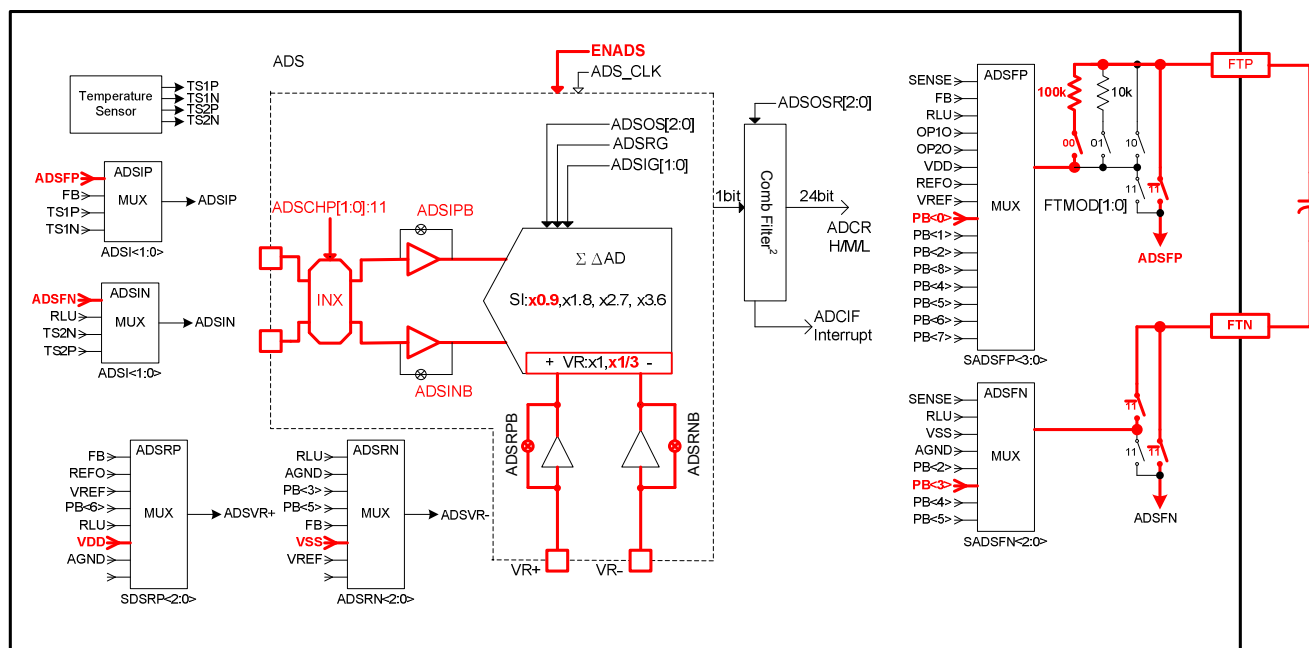 ADS
ENADS
ADS_CLK
Temperature
Sensor
TS1P
TS1N
TS2P
TS2N
ADSFP
FB
TS1P
TS1N
ADSIP
MUX
ADSIP
ADSI<1:0>
ADSFN
RLU
TS2N
TS2P
ADSIN
MUX
ADSIN
ADSI<1:0>
ADSCHP[1:0]:11
INX
ADSIPB
ADSINB
ADSOS[2:0]
ADSRG
ADSIG[1:0]
Σ ΔAD
SI:x0.9,x1.8, x2.7, x3.6
+ VR:x1,x1/3 -
ADSRPB
ADSRNB
VR+
VR-
1bit
ADSOSR[2:0]
Comb Filter²
24bit
ADCR
H/M/L
ADCIF
Interrupt
FB
REFO
VREF
PB<6>
RLU
VDD
AGND
ADSRP
MUX
ADSVR+
SDSRP<2:0>
RLU
AGND
PB<3>
PB<5>
FB
VSS
VREF
ADSRN
MUX
ADSVR-
ADSRN<2:0>
SENSE
FB
RLU
OP1O
OP2O
VDD
REFO
VREF
PB<0>
PB<1>
PB<2>
PB<8>
PB<4>
PB<5>
PB<6>
PB<7>
ADSFP
MUX
SADSFP<3:0>
100k
10k
00
01
10
11
11
FTMOD[1:0]
ADSFP
FTP
SENSE
RLU
VSS
AGND
PB<2>
PB<3>
PB<4>
PB<5>
ADSFN
MUX
SADSFN<2:0>
11
11
11
ADSFN
FTN